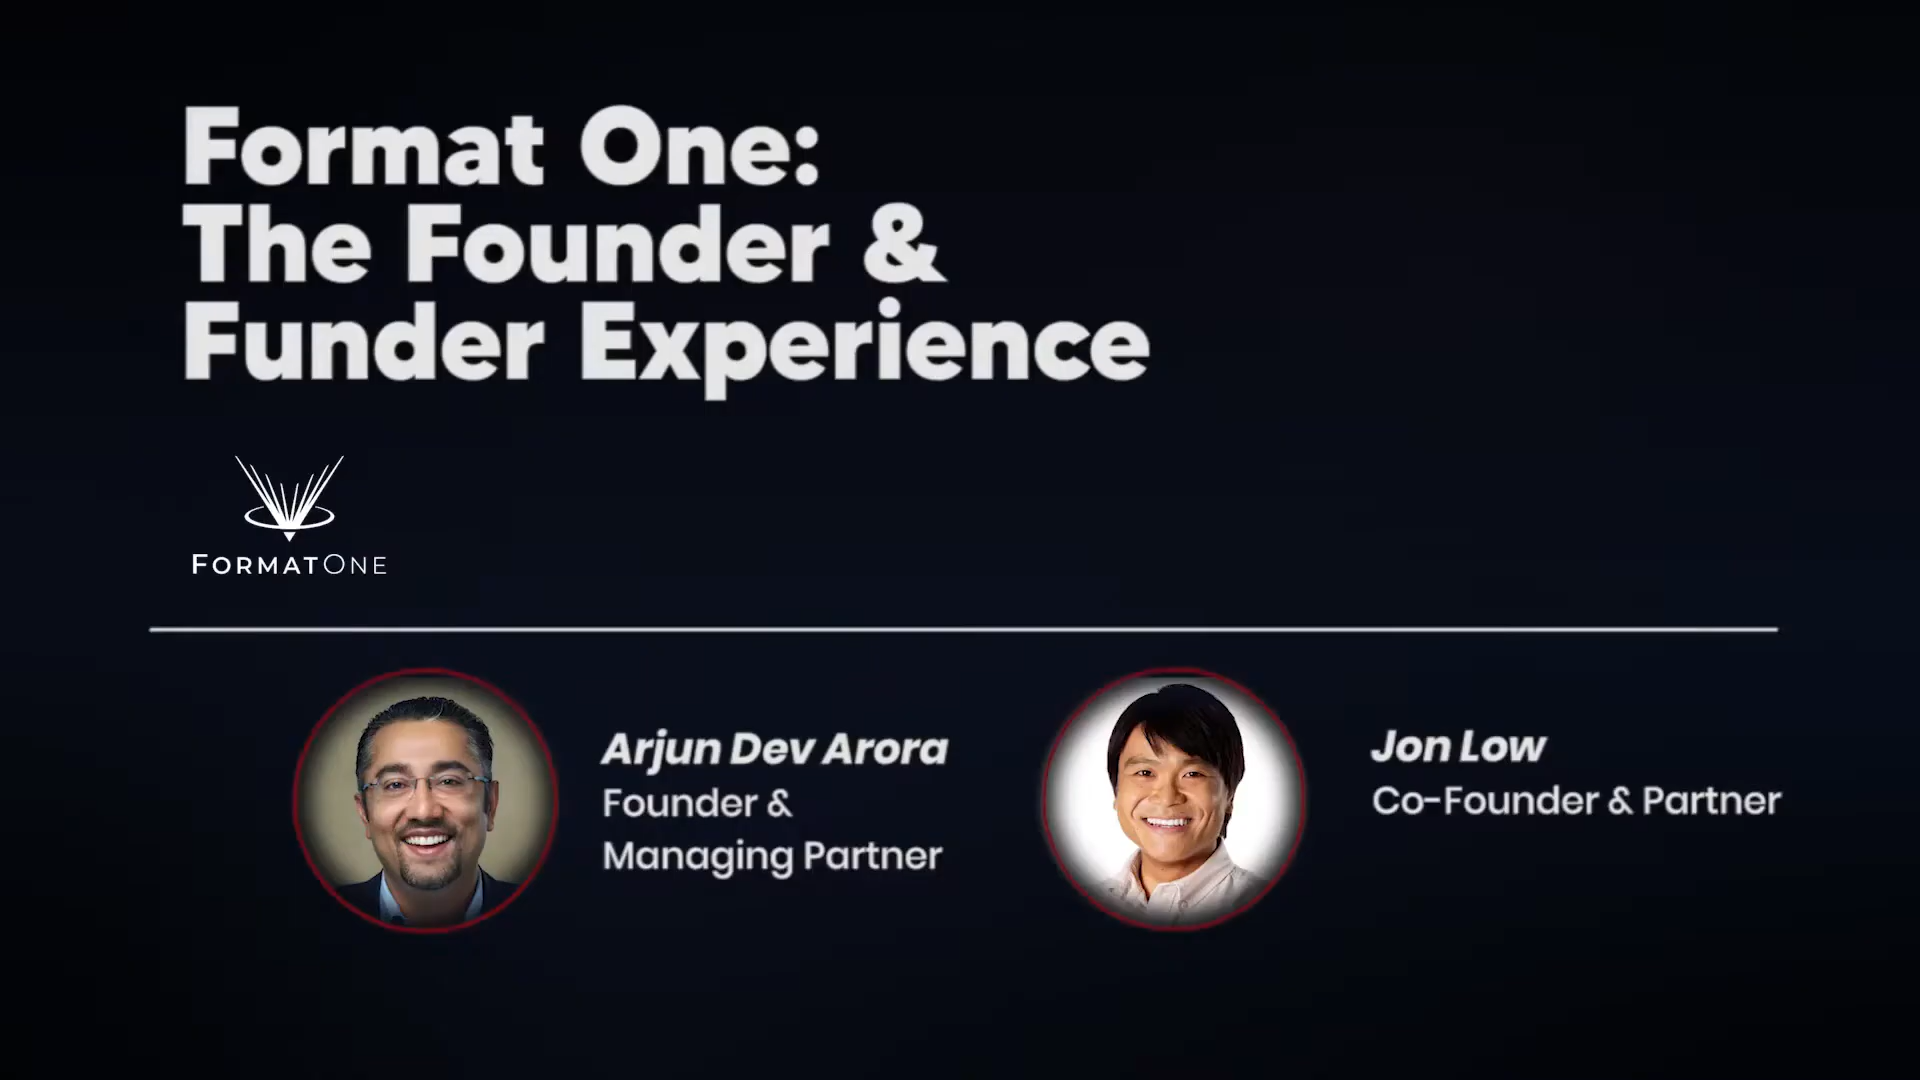 Format One:
The Founder &
Funder Experience
FORMATONE
Arjun Dev Arora
Founder &
Managing Partner
Jon Low
Co-Founder & Partner